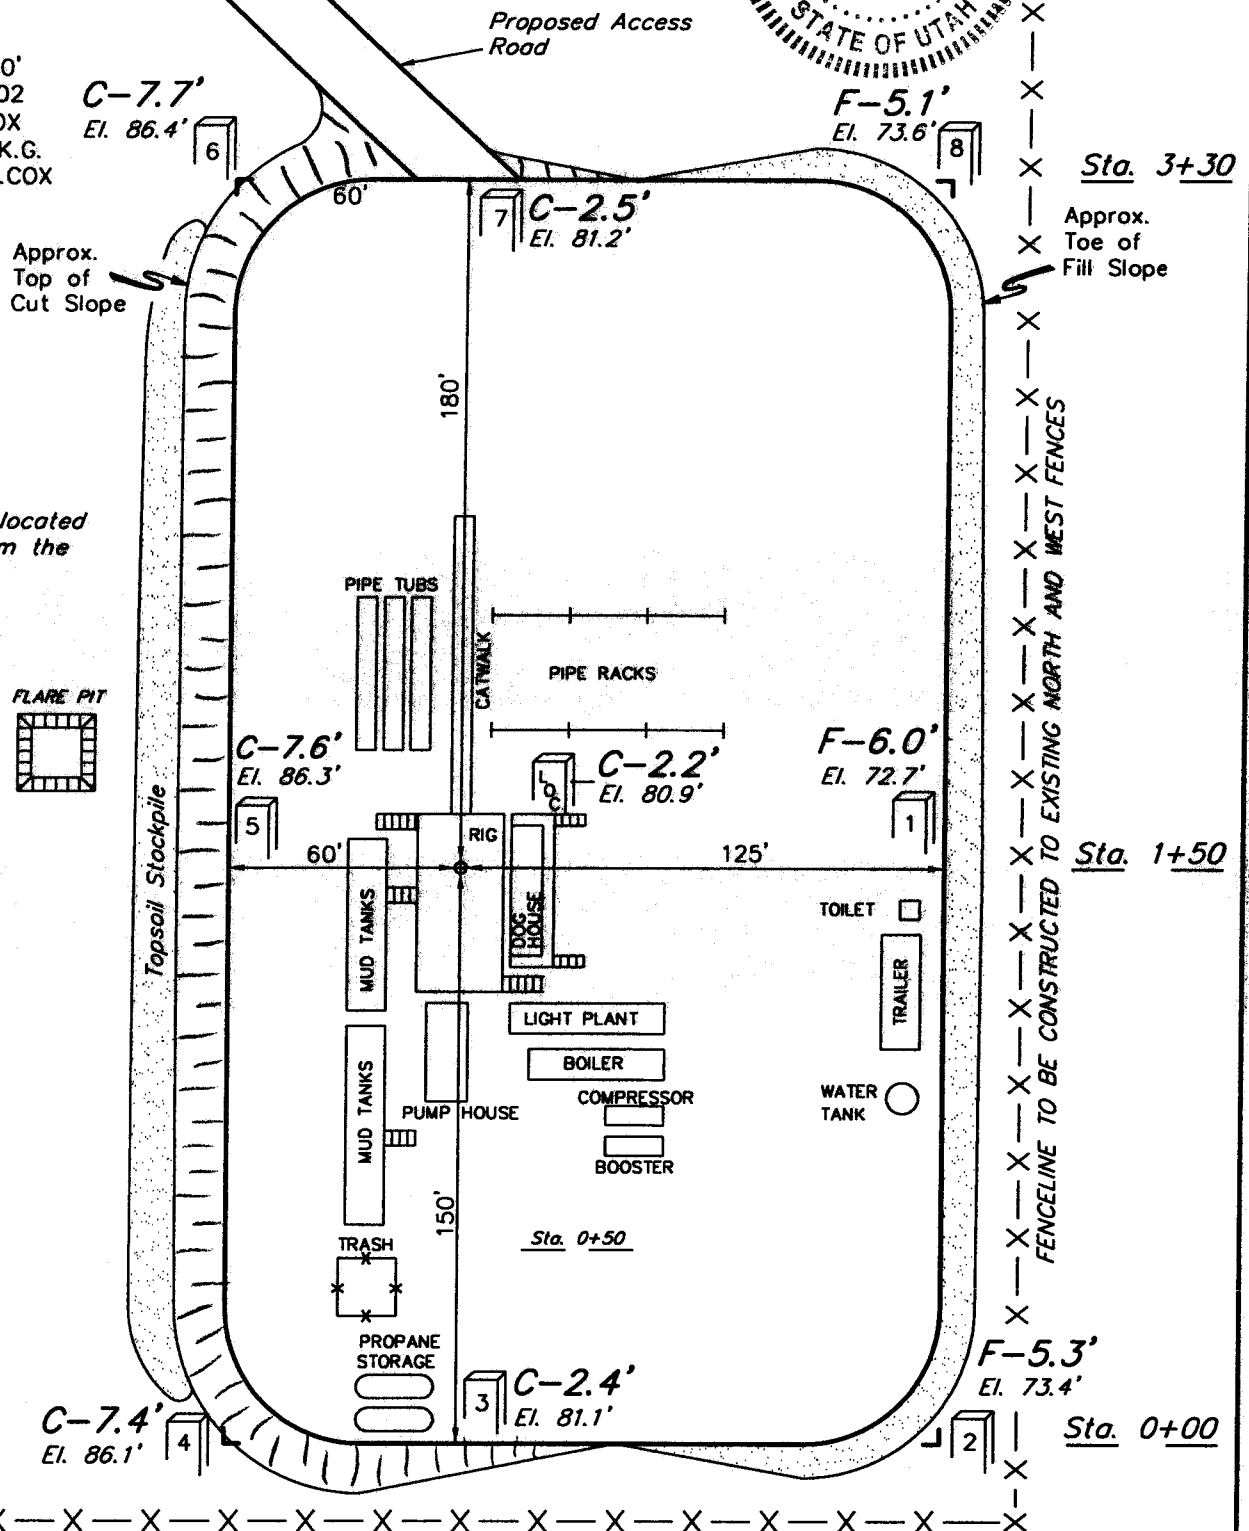 Proposed Access
Road
STATE OF UTAH
0'
02
OX
K.G.
.COX
C-7.7'
El. 86.4'
6
F-5.1'
El. 73.6'
8
Sta. 3+30
60'
7
C-2.5'
El. 81.2'
Approx.
Top of
Cut Slope
Approx.
Toe of
Fill Slope
180'
located
m the
PIPE TUBS
CATWALK
PIPE RACKS
FLARE PIT
C-7.6'
El. 86.3'
5
LOC.
C-2.2'
El. 80.9'
F-6.0'
El. 72.7'
1
RIG
60'
125'
Sta. 1+50
Topsoil Stockpile
MUD TANKS
DOG
HOUSE
TOILET
TRAILER
LIGHT PLANT
BOILER
MUD TANKS
PUMP HOUSE
COMPRESSOR
BOOSTER
WATER
TANK
FENCELINE TO BE CONSTRUCTED TO EXISTING NORTH AND WEST FENCES
150'
Sta. 0+50
TRASH
PROPANE
STORAGE
3
C-2.4'
El. 81.1'
F-5.3'
El. 73.4'
2
C-7.4'
El. 86.1'
4
Sta. 0+00